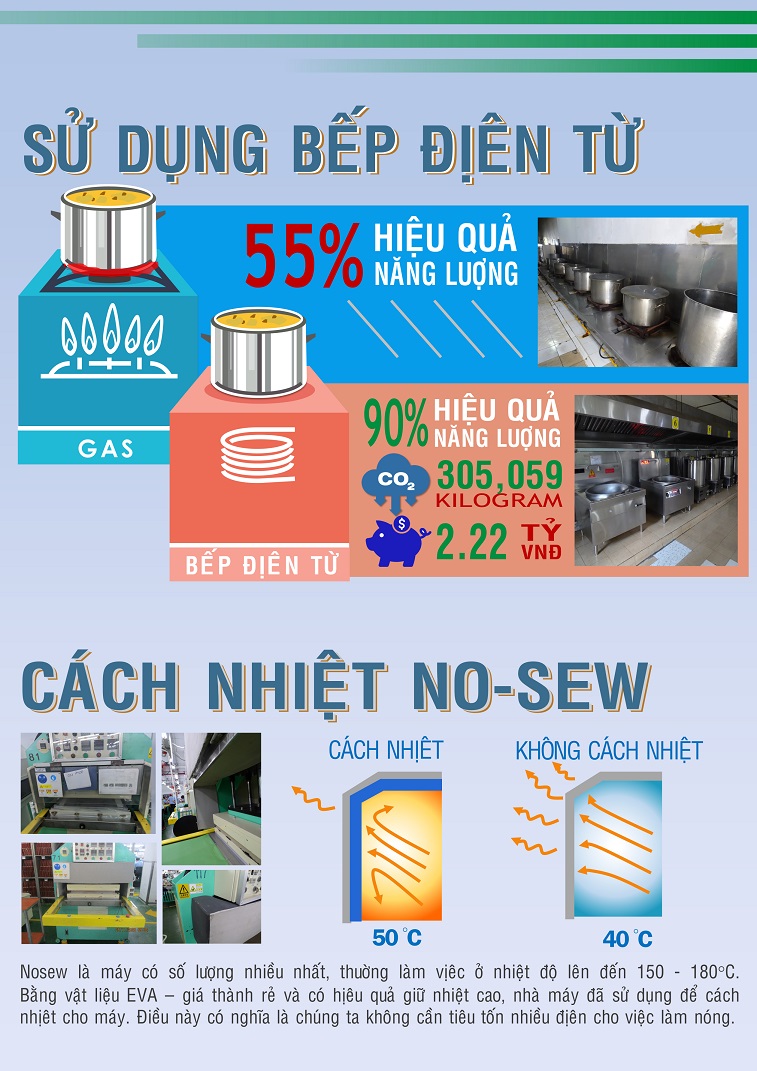 SỬ DỤNG BẾP ĐIỆN TỪ
55% HIỆU QUẢ
NĂNG LƯỢNG
GAS
90% HIỆU QUẢ
NĂNG LƯỢNG
CO2 305,059
KILOGRAM
$ 2.22 TỶ
VNĐ
BẾP ĐIỆN TỪ
CÁCH NHIỆT NO-SEW
81
71
CÁCH NHIỆT
KHÔNG CÁCH NHIỆT
50 °C
40 °C
Nosew là máy có số lượng nhiều nhất, thường làm việc ở nhiệt độ lên đến 150 - 180°C.
Bằng vật liệu EVA – giá thành rẻ và có hiệu quả giữ nhiệt cao, nhà máy đã sử dụng để cách
nhiệt cho máy. Điều này có nghĩa là chúng ta không cần tiêu tốn nhiều điện cho việc làm nóng.